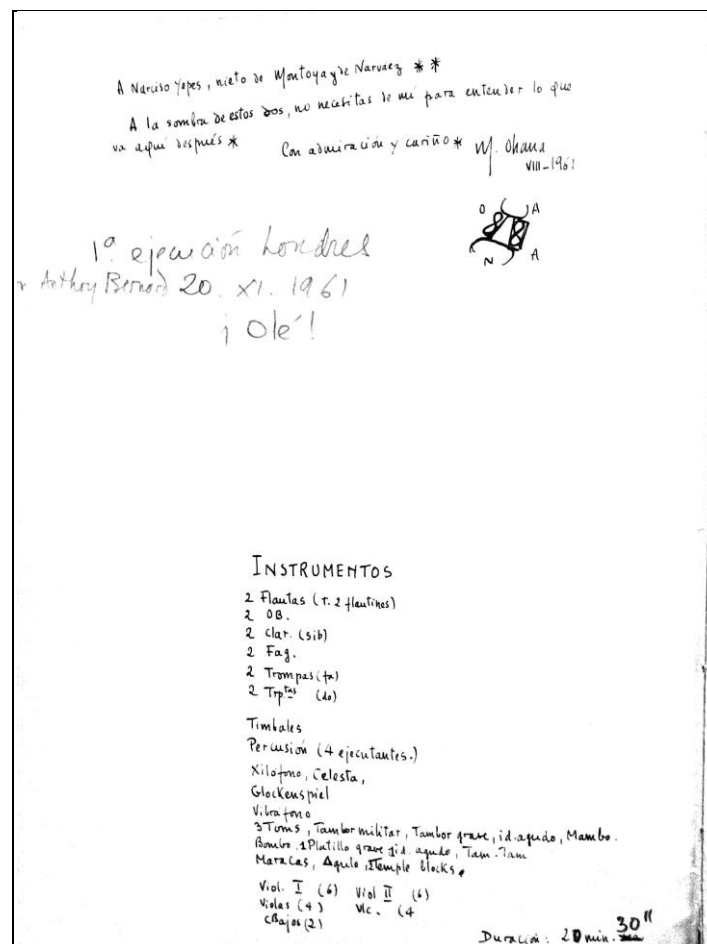 A Narciso Yepes, nieto de Montoya y de Narvaez * *
A la sombra de estos dos, no necesitas de mi para entender lo que
va aquí después *
Con admiración y cariño * M. Ohana
VIII-1961
O A
N A
1ª ejecución Londres
Anthony Bernard 20. XI. 1961
¡Olé!
INSTRUMENTOS
2 Flautas (T. 2 flautines)
2 OB.
2 Clar. (sib)
2 Fag.
2 Trompas (fa)
2 Trptas (do)
Timbales
Percusión (4 ejecutantes.)
Xilófono, Celesta,
Glockenspiel
Vibrafono
3 Toms, Tambor militar, Tambor grave, id. agudo, Mambo.
Bombo, 1 Platillo grave, id. agudo, Tam-Tam
Maracas, Temple blocks.
Viol. I (6) Viol II (6)
Violas (4) Vlc. (4
CBajos (2)
Duración: 20 min. 30"